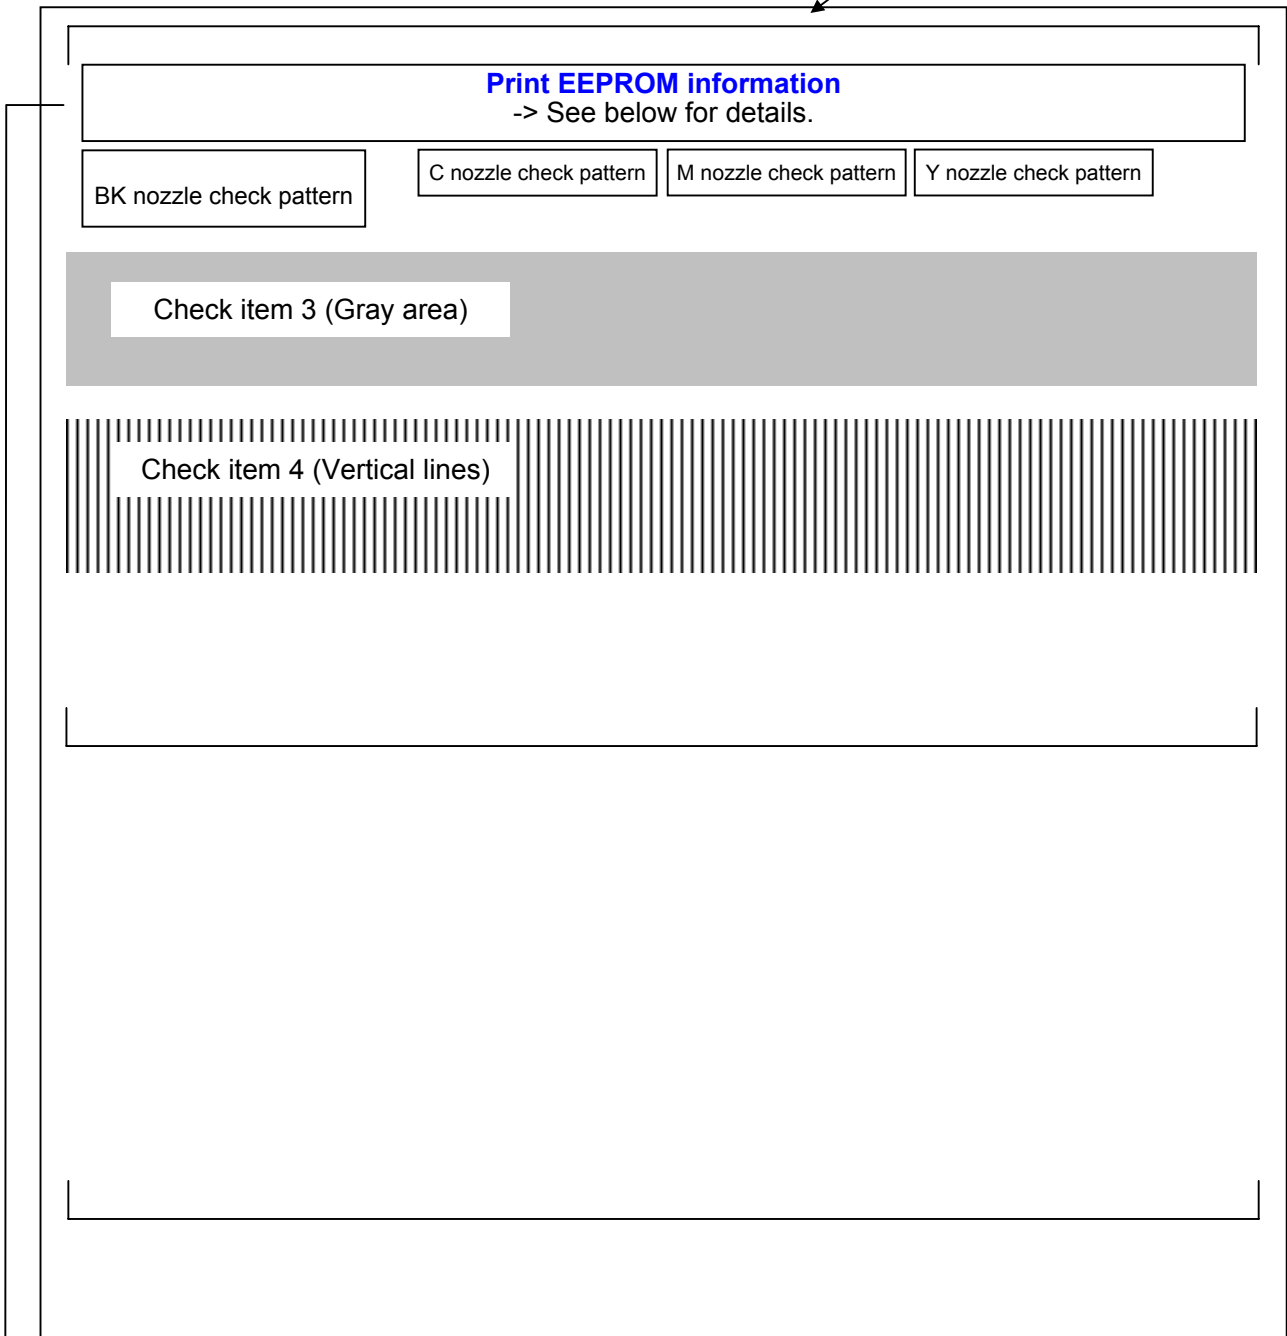 Print EEPROM information
-> See below for details.
BK nozzle check pattern
C nozzle check pattern
M nozzle check pattern
Y nozzle check pattern
Check item 3 (Gray area)
Check item 4 (Vertical lines)